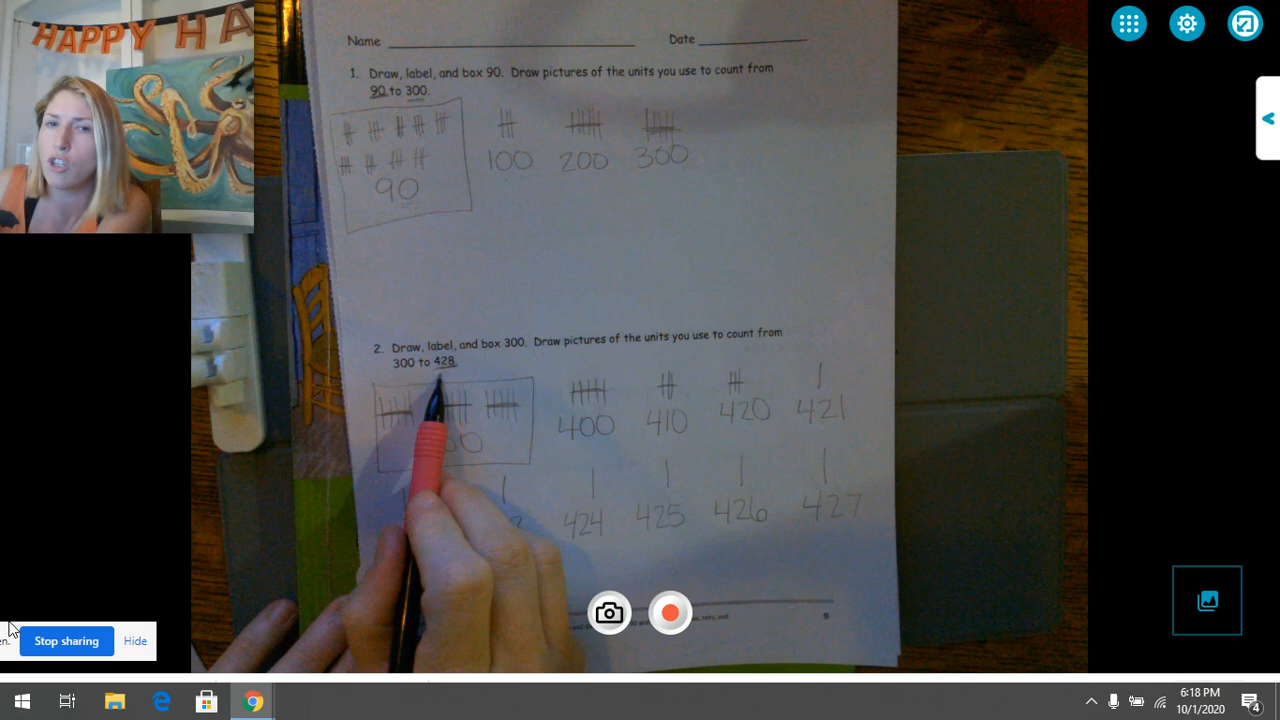 HAPPY HA
Name Date
1. Draw, label, and box 90. Draw pictures of the units you use to count from
90 to 300.
100 200 300
90
2. Draw, label, and box 300. Draw pictures of the units you use to count from
300 to 428.
400 410 420 421
424 425 426 427
9
Stop sharing Hide
6:18 PM
10/1/2020
4